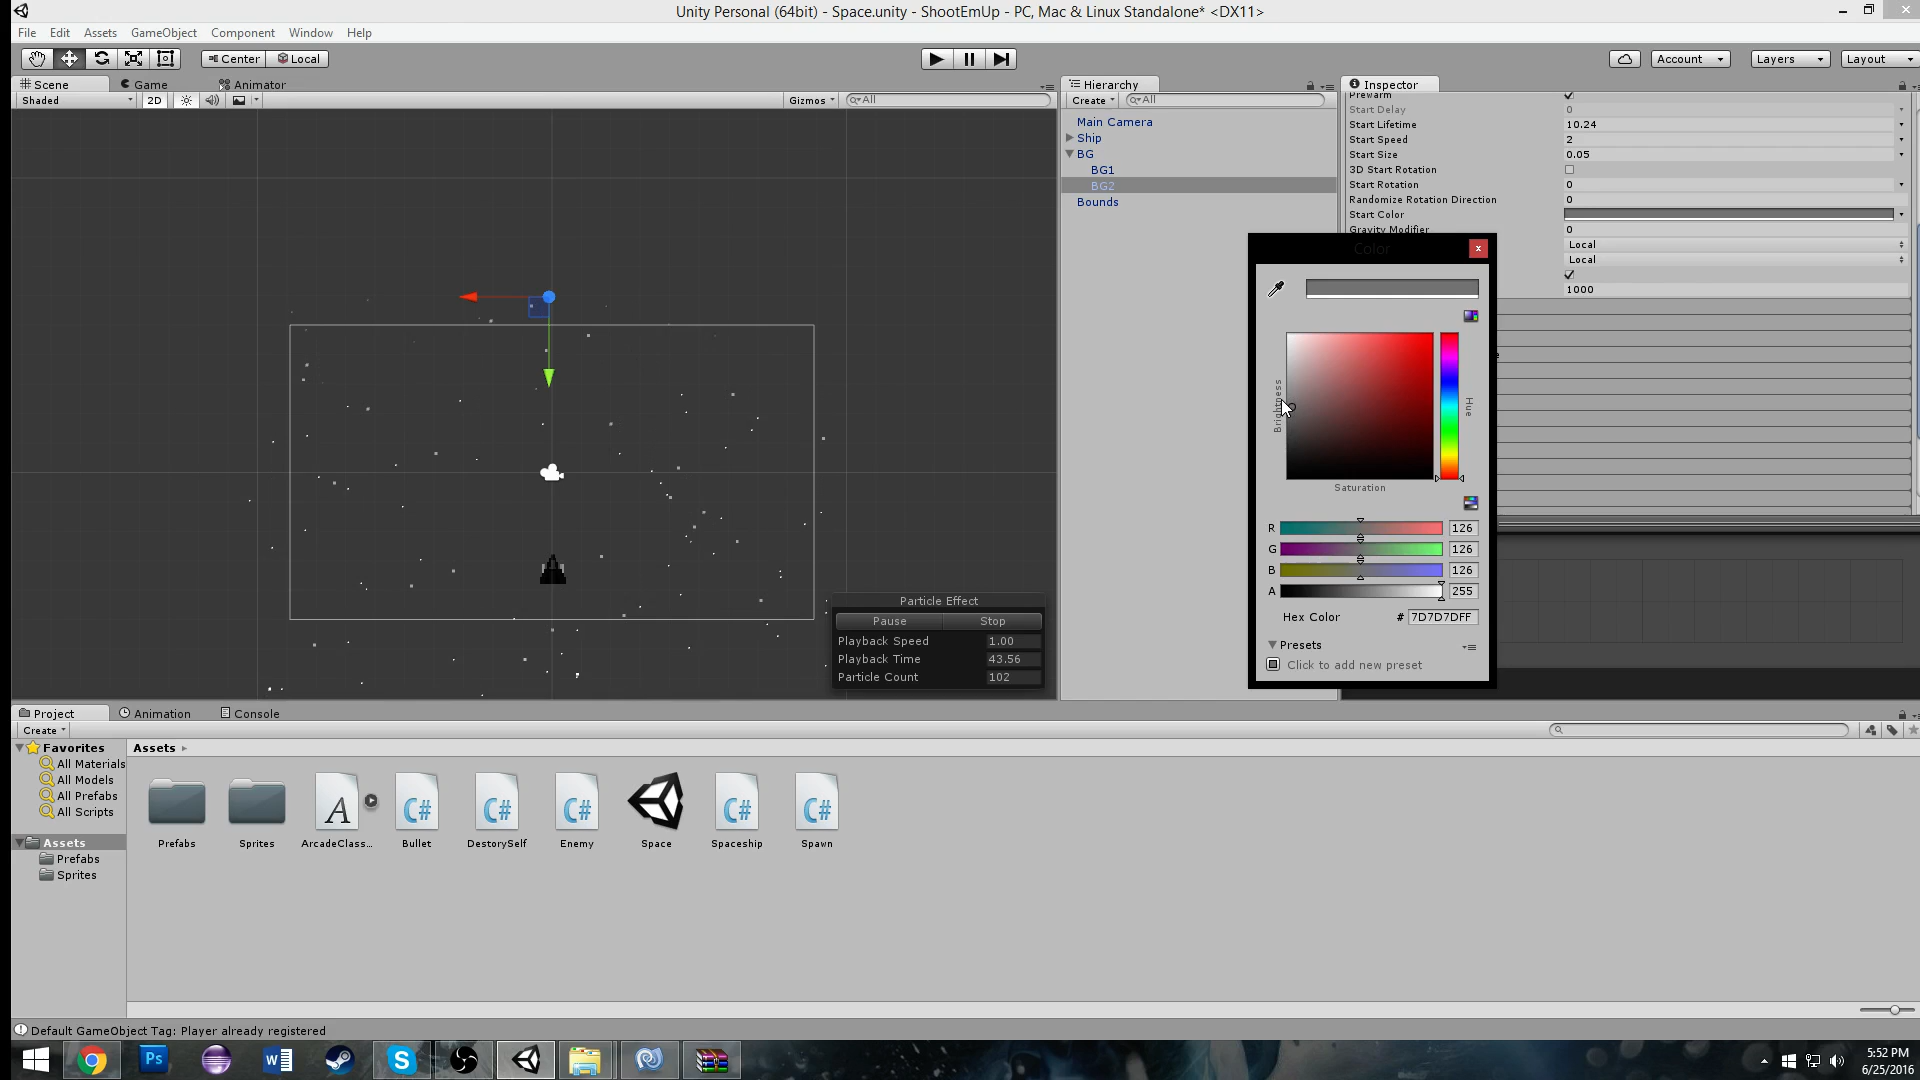 Unity Personal (64bit) - Space.unity - ShootEmUp - PC, Mac & Linux Standalone* <DX11>
File Edit Assets GameObject Component Window Help
Center Local Account Layers Layout
Scene Game Animator
Shaded 2D Gizmos All
Hierarchy
Create All
Main Camera
Ship
BG
BG1
BG2
Bounds
Inspector
Prewarm
Start Delay 0
Start Lifetime 10.24
Start Speed 2
Start Size 0.05
3D Start Rotation
Start Rotation 0
Randomize Rotation Direction 0
Start Color
Gravity Modifier 0
Local
Local
1000
Color
x
Brightness
Hue
Saturation
R 126
G 126
B 126
A 255
Hex Color # 7D7D7DFF
Presets
Click to add new preset
Particle Effect
Pause Stop
Playback Speed 1.00
Playback Time 43.56
Particle Count 102
Project Animation Console
Create
Favorites
All Materials
All Models
All Prefabs
All Scripts
Assets
Prefabs
Sprites
Assets
A C# C# C# C# C#
Prefabs Sprites ArcadeClass... Bullet DestorySelf Enemy Space Spaceship Spawn
Default GameObject Tag: Player already registered
Ps W S
5:52 PM
6/25/2016